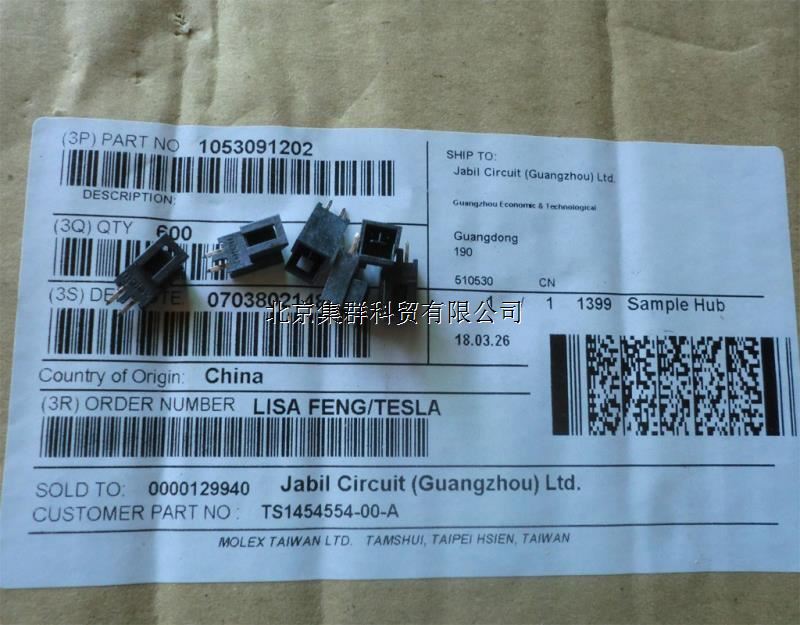 (3P) PART NO 1053091202
DESCRIPTION:
(3Q) QTY 600
(3S)
Country of Origin: China
(3R) ORDER NUMBER LISA FENG/TESLA
SHIP TO:
Jabil Circuit (Guangzhou) Ltd.
Guangzhou Economic & Technological
Guangdong
190
510530 CN
1 / 1 1399 Sample Hub
18.03.26
SOLD TO: 0000129940 Jabil Circuit (Guangzhou) Ltd.
CUSTOMER PART NO : TS1454554-00-A
MOLEX TAIWAN LTD. TAMSHUI, TAIPEI HSIEN, TAIWAN
北京集群科贸有限公司